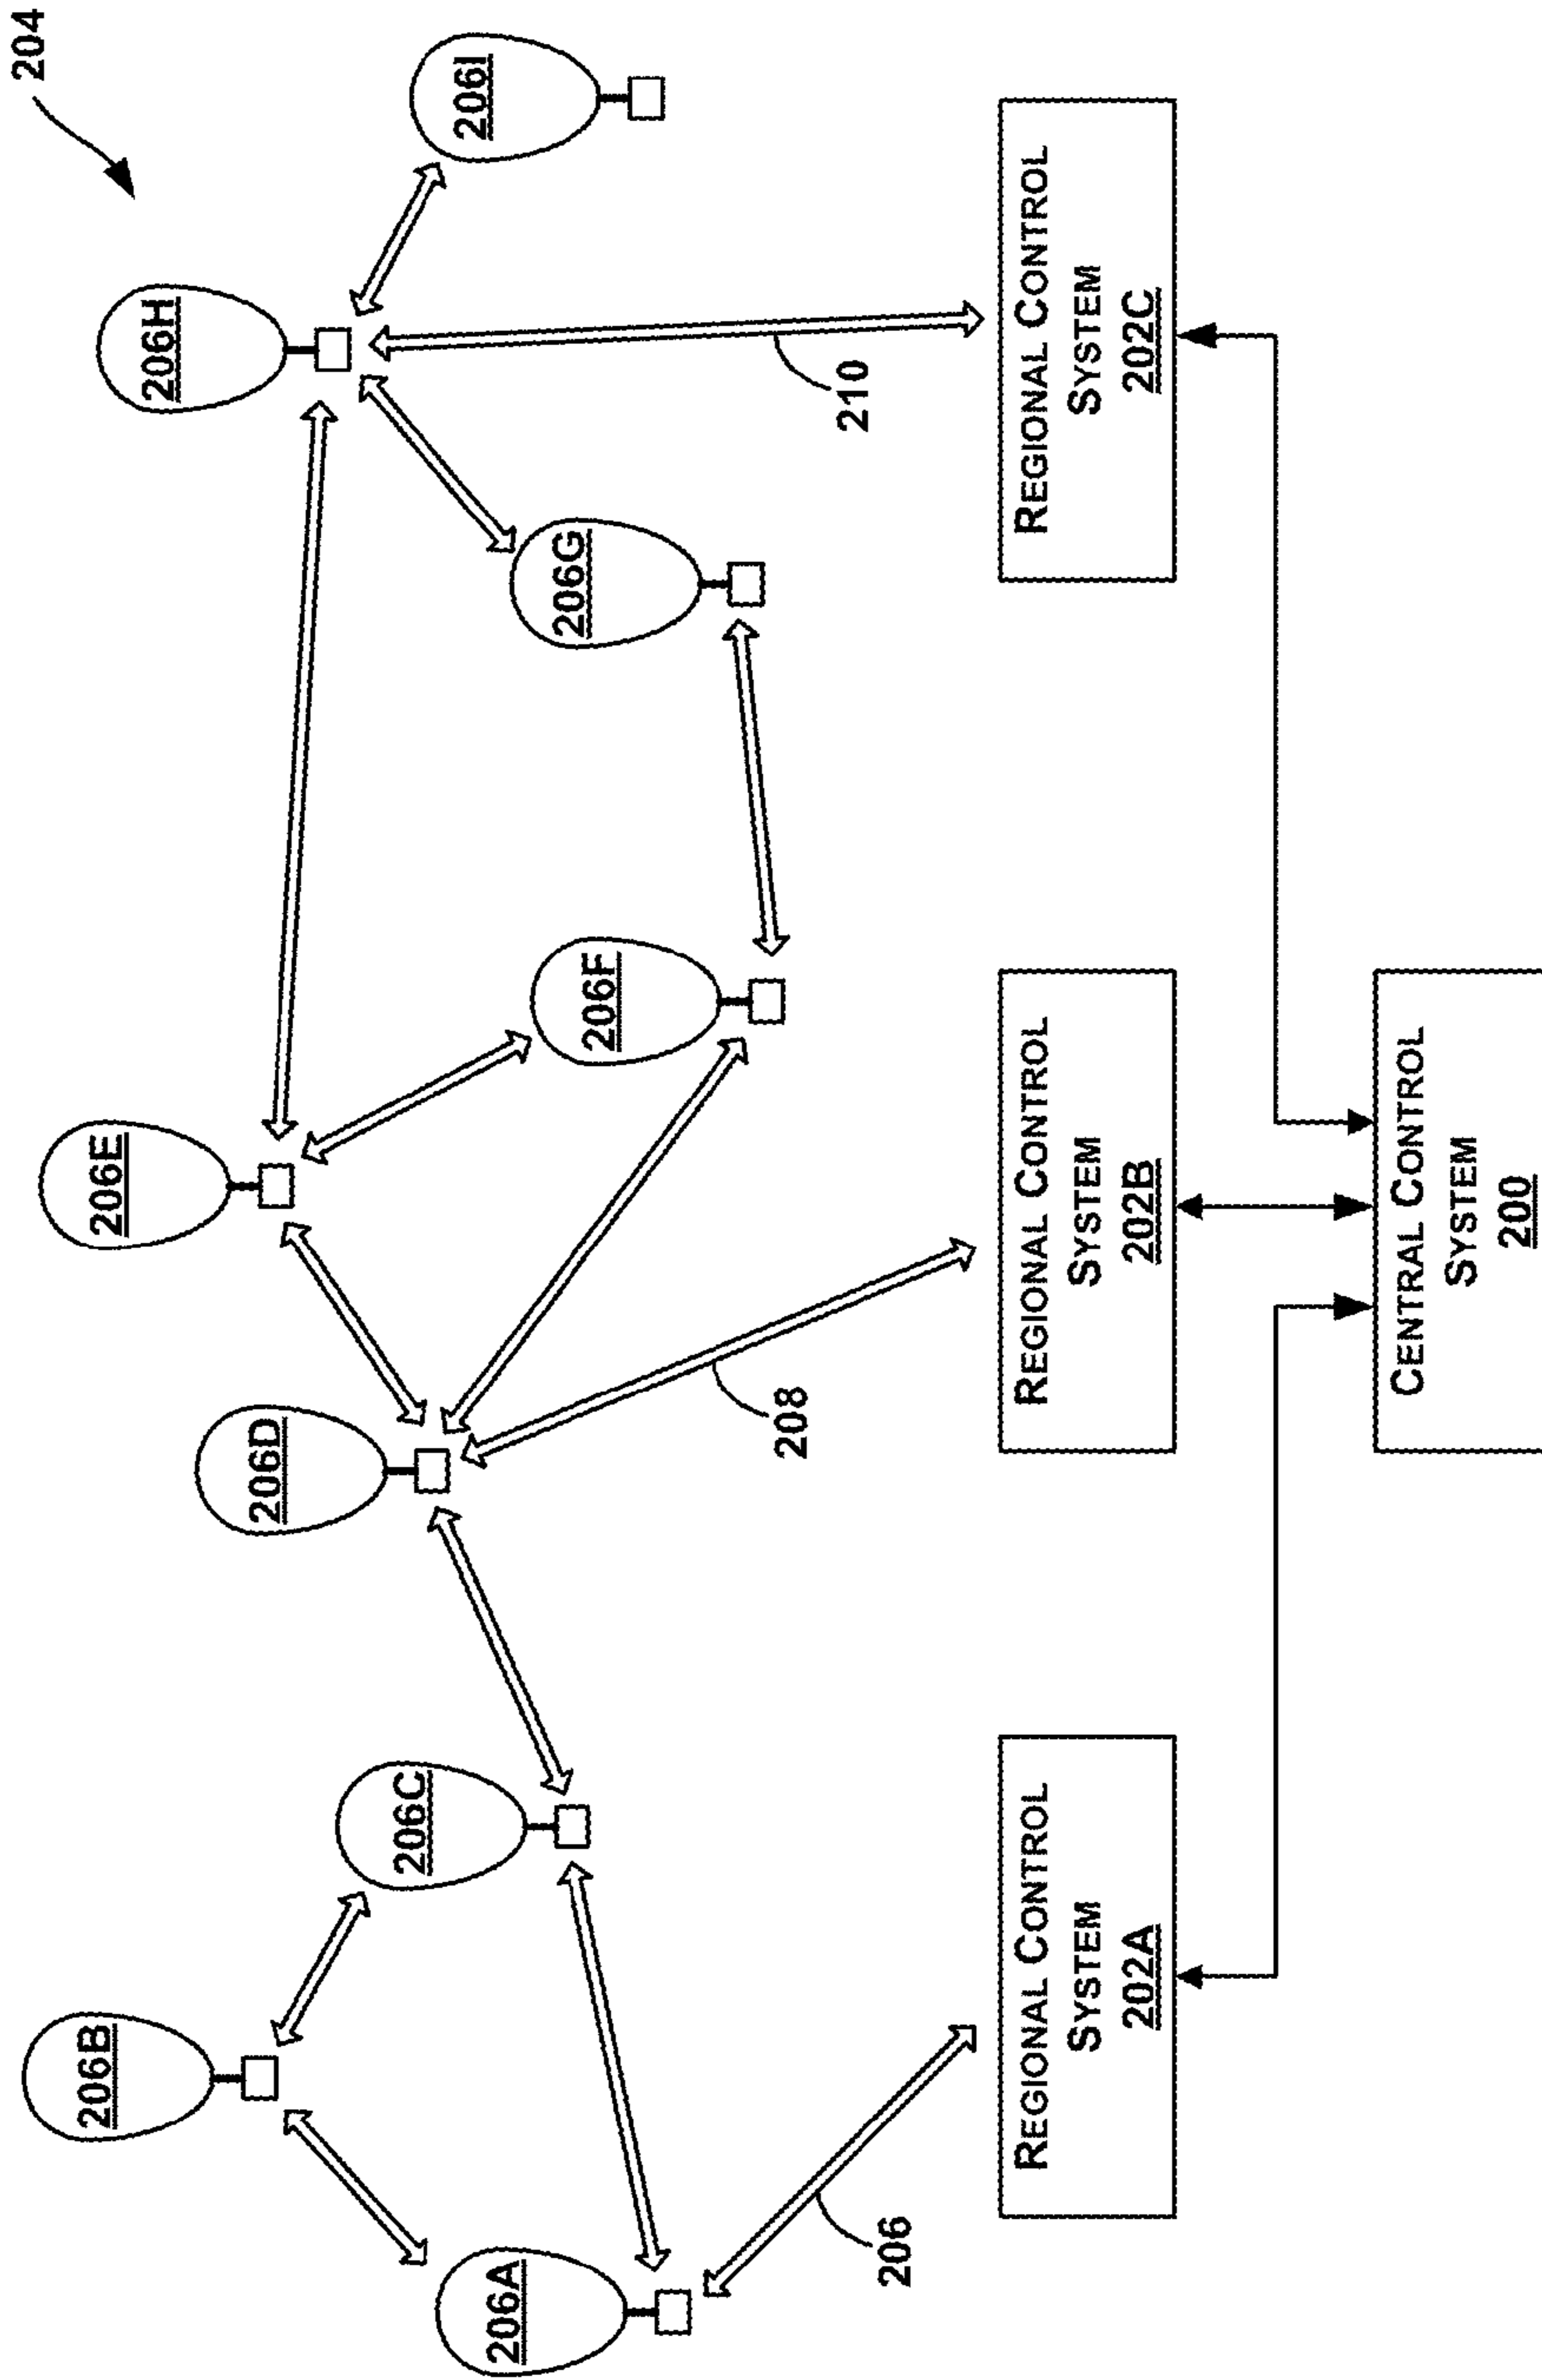 204
206B
206E
206H
206D
206C
206I
206A
206F
206G
206
208
210
REGIONAL CONTROL
SYSTEM
202A
REGIONAL CONTROL
SYSTEM
202B
REGIONAL CONTROL
SYSTEM
202C
CENTRAL CONTROL
SYSTEM
200